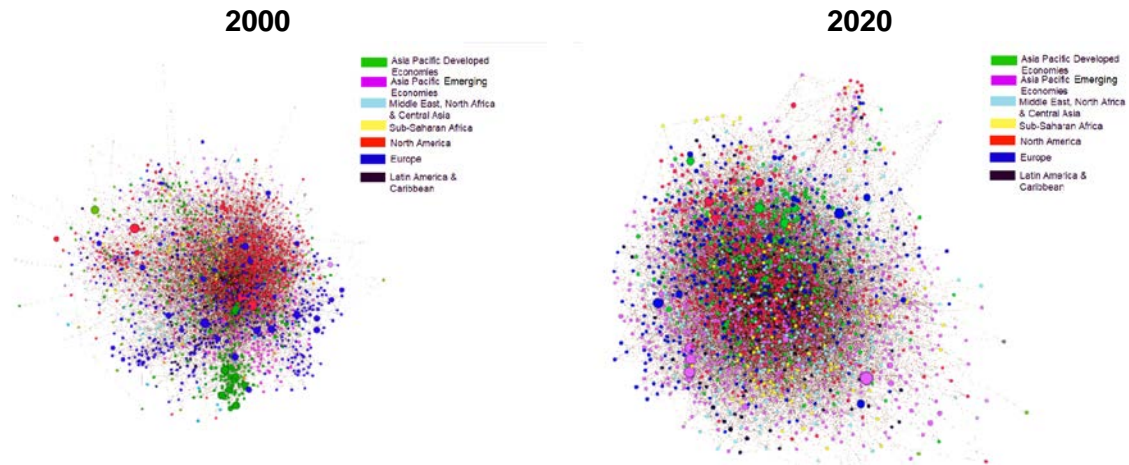 2000
2020
Asia Pacific Developed
Economies
Asia Pacific Emerging
Economies
Middle East, North Africa
& Central Asia
Sub-Saharan Africa
North America
Europe
Latin America &
Caribbean
Asia Pacific Developed
Economies
Asia Pacific Emerging
Economies
Middle East, North Africa
& Central Asia
Sub-Saharan Africa
North America
Europe
Latin America &
Caribbean